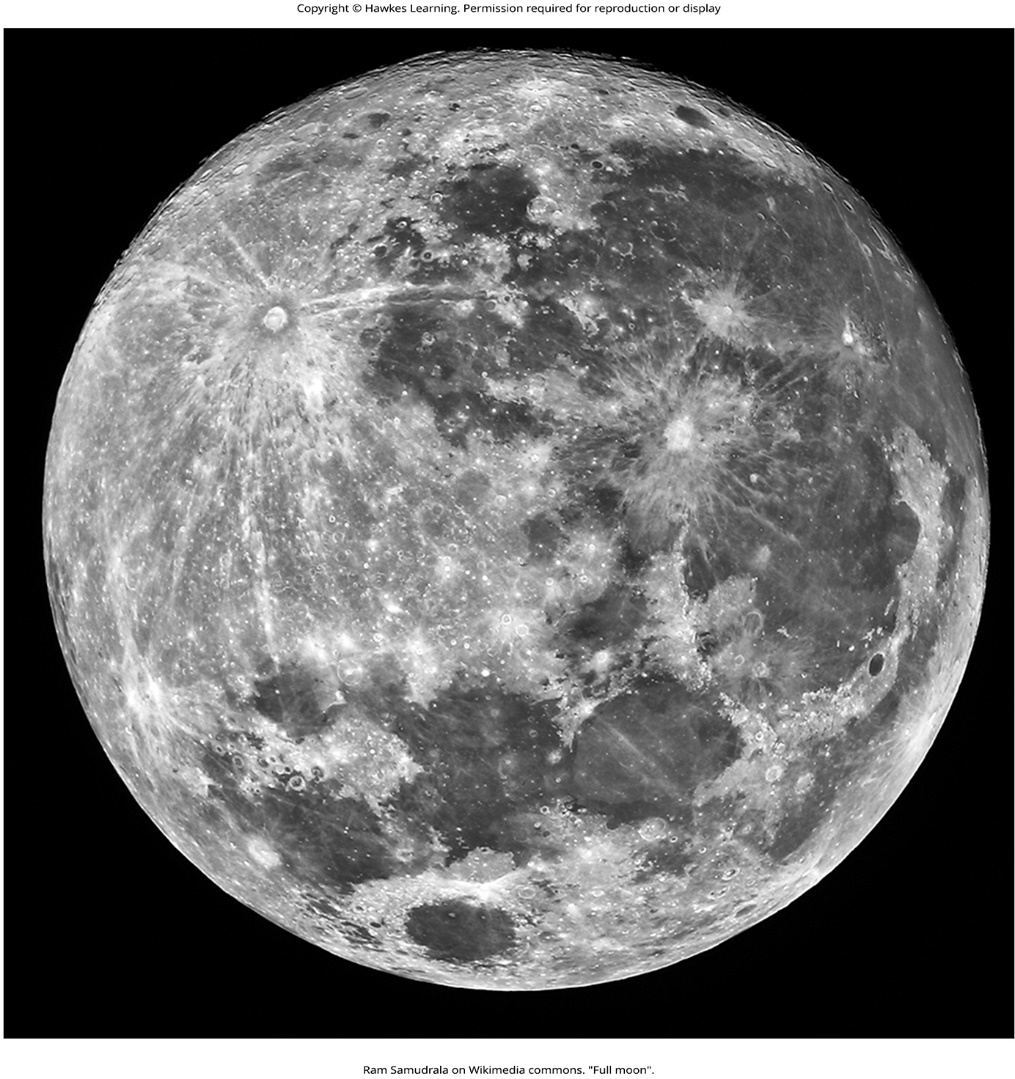 Copyright © Hawkes Learning. Permission required for reproduction or display
Ram Samudrala on Wikimedia commons. "Full moon".